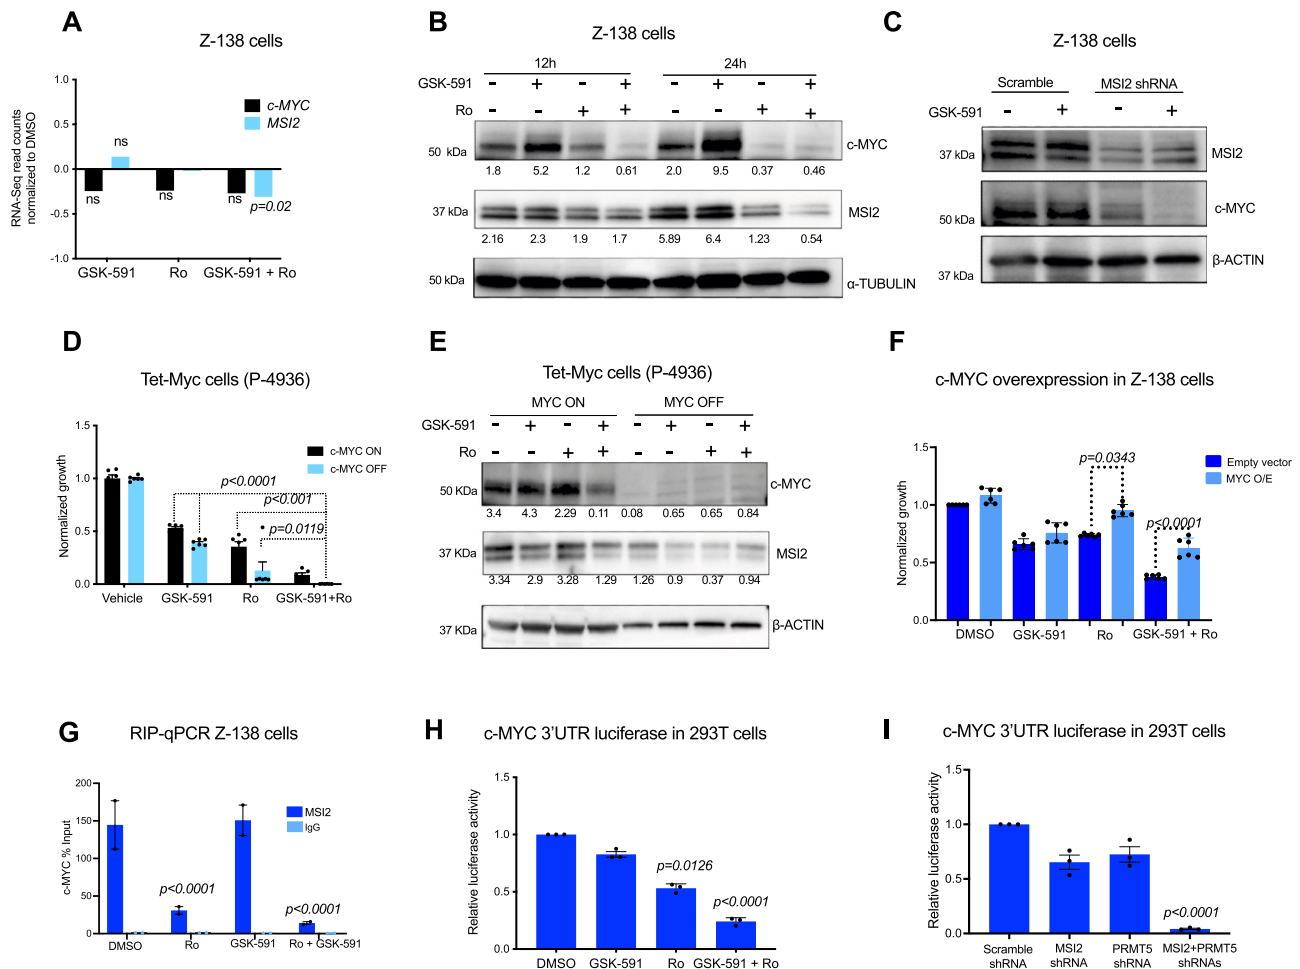 A
Z-138 cells
RNA-Seq read counts
normalized to DMSO
1.0
0.5
0.0
-0.5
-1.0
c-MYC
MSI2
ns
ns
ns
ns
p=0.02
GSK-591
Ro
GSK-591 + Ro
B
Z-138 cells
12h
24h
GSK-591
- + - + - + - +
Ro
- - + + - - + +
50 kDa
c-MYC
1.8 5.2 1.2 0.61 2.0 9.5 0.37 0.46
37 kDa
MSI2
2.16 2.3 1.9 1.7 5.89 6.4 1.23 0.54
50 kDa
α-TUBULIN
C
Z-138 cells
Scramble
MSI2 shRNA
GSK-591
- + - +
37 kDa
MSI2
50 kDa
c-MYC
37 kDa
β-ACTIN
D
Tet-Myc cells (P-4936)
Normalized growth
1.5
1.0
0.5
0.0
c-MYC ON
c-MYC OFF
p<0.0001
p<0.001
p=0.0119
Vehicle
GSK-591
Ro
GSK-591+Ro
E
Tet-Myc cells (P-4936)
MYC ON
MYC OFF
GSK-591
- + - + - + - +
Ro
- - + + - - + +
50 KDa
c-MYC
3.4 4.3 2.29 0.11 0.08 0.65 0.65 0.84
37 KDa
MSI2
3.34 2.9 3.28 1.29 1.26 0.9 0.37 0.94
37 KDa
β-ACTIN
F
c-MYC overexpression in Z-138 cells
Normalized growth
1.5
1.0
0.5
0.0
p=0.0343
Empty vector
MYC O/E
p<0.0001
DMSO
GSK-591
Ro
GSK-591 + Ro
G
RIP-qPCR Z-138 cells
c-MYC % Input
200
150
100
50
0
MSI2
IgG
p<0.0001
p<0.0001
DMSO
Ro
GSK-591
Ro + GSK-591
H
c-MYC 3'UTR luciferase in 293T cells
Relative luciferase activity
1.5
1.0
0.5
0.0
p=0.0126
p<0.0001
DMSO
GSK-591
Ro
GSK-591 + Ro
I
c-MYC 3'UTR luciferase in 293T cells
Relative luciferase activity
1.5
1.0
0.5
0.0
p<0.0001
Scramble
shRNA
MSI2
shRNA
PRMT5
shRNA
MSI2+PRMT5
shRNAs